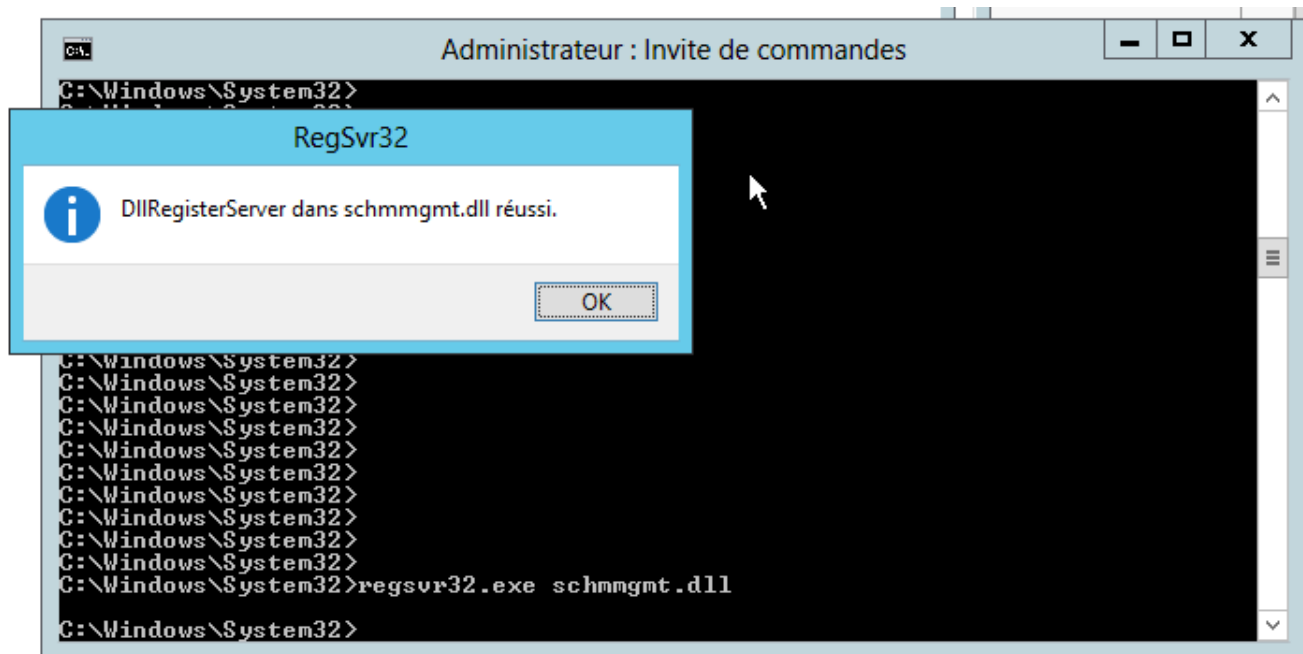 Administrateur : Invite de commandes
C:\Windows\System32>
RegSvr32
DllRegisterServer dans schmmgmt.dll réussi.
OK
C:\Windows\System32>
C:\Windows\System32>
C:\Windows\System32>
C:\Windows\System32>
C:\Windows\System32>
C:\Windows\System32>
C:\Windows\System32>
C:\Windows\System32>
C:\Windows\System32>
C:\Windows\System32>
C:\Windows\System32>regsvr32.exe schmmgmt.dll
C:\Windows\System32>